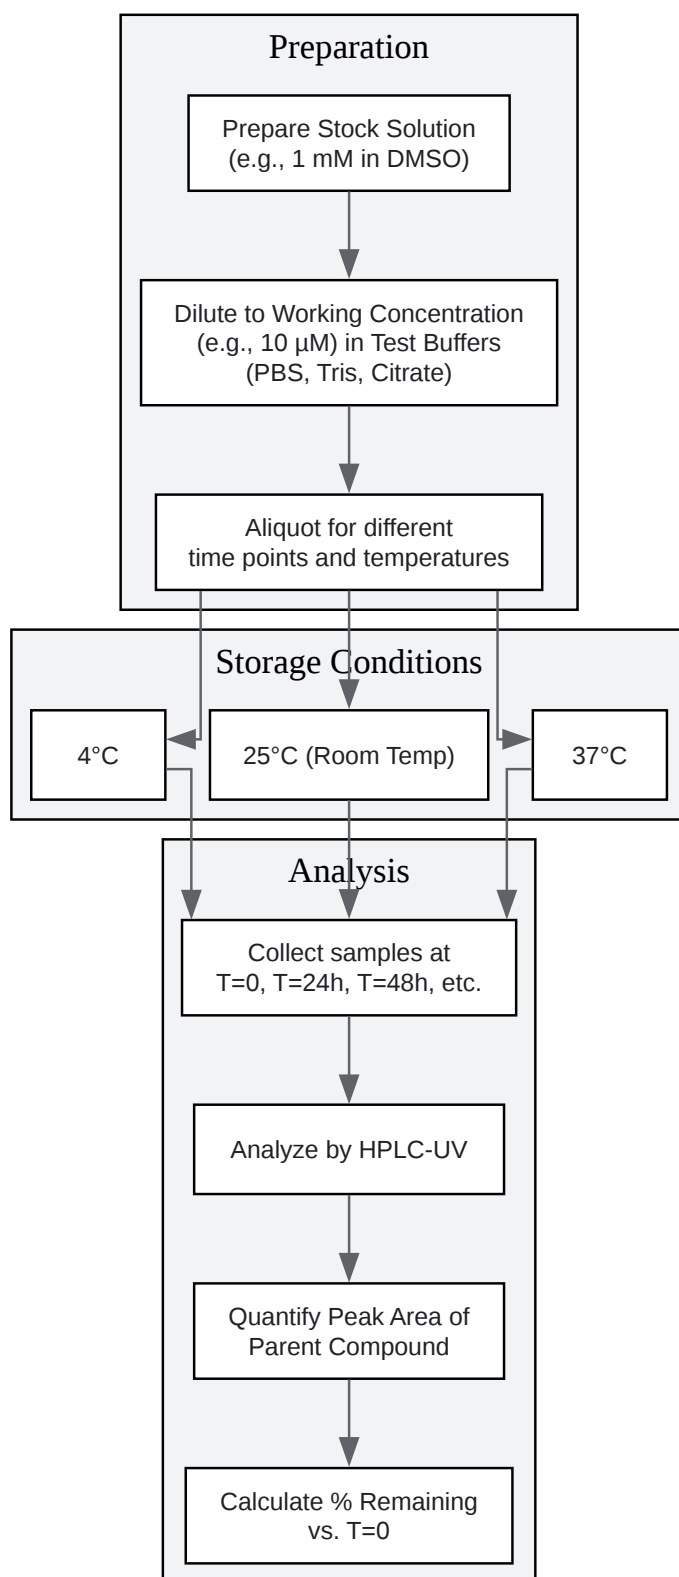 Preparation
Prepare Stock Solution
(e.g., 1 mM in DMSO)
Dilute to Working Concentration
(e.g., 10 µM) in Test Buffers
(PBS, Tris, Citrate)
Aliquot for different
time points and temperatures
Storage Conditions
4°C
25°C (Room Temp)
37°C
Analysis
Collect samples at
T=0, T=24h, T=48h, etc.
Analyze by HPLC-UV
Quantify Peak Area of
Parent Compound
Calculate % Remaining
vs. T=0